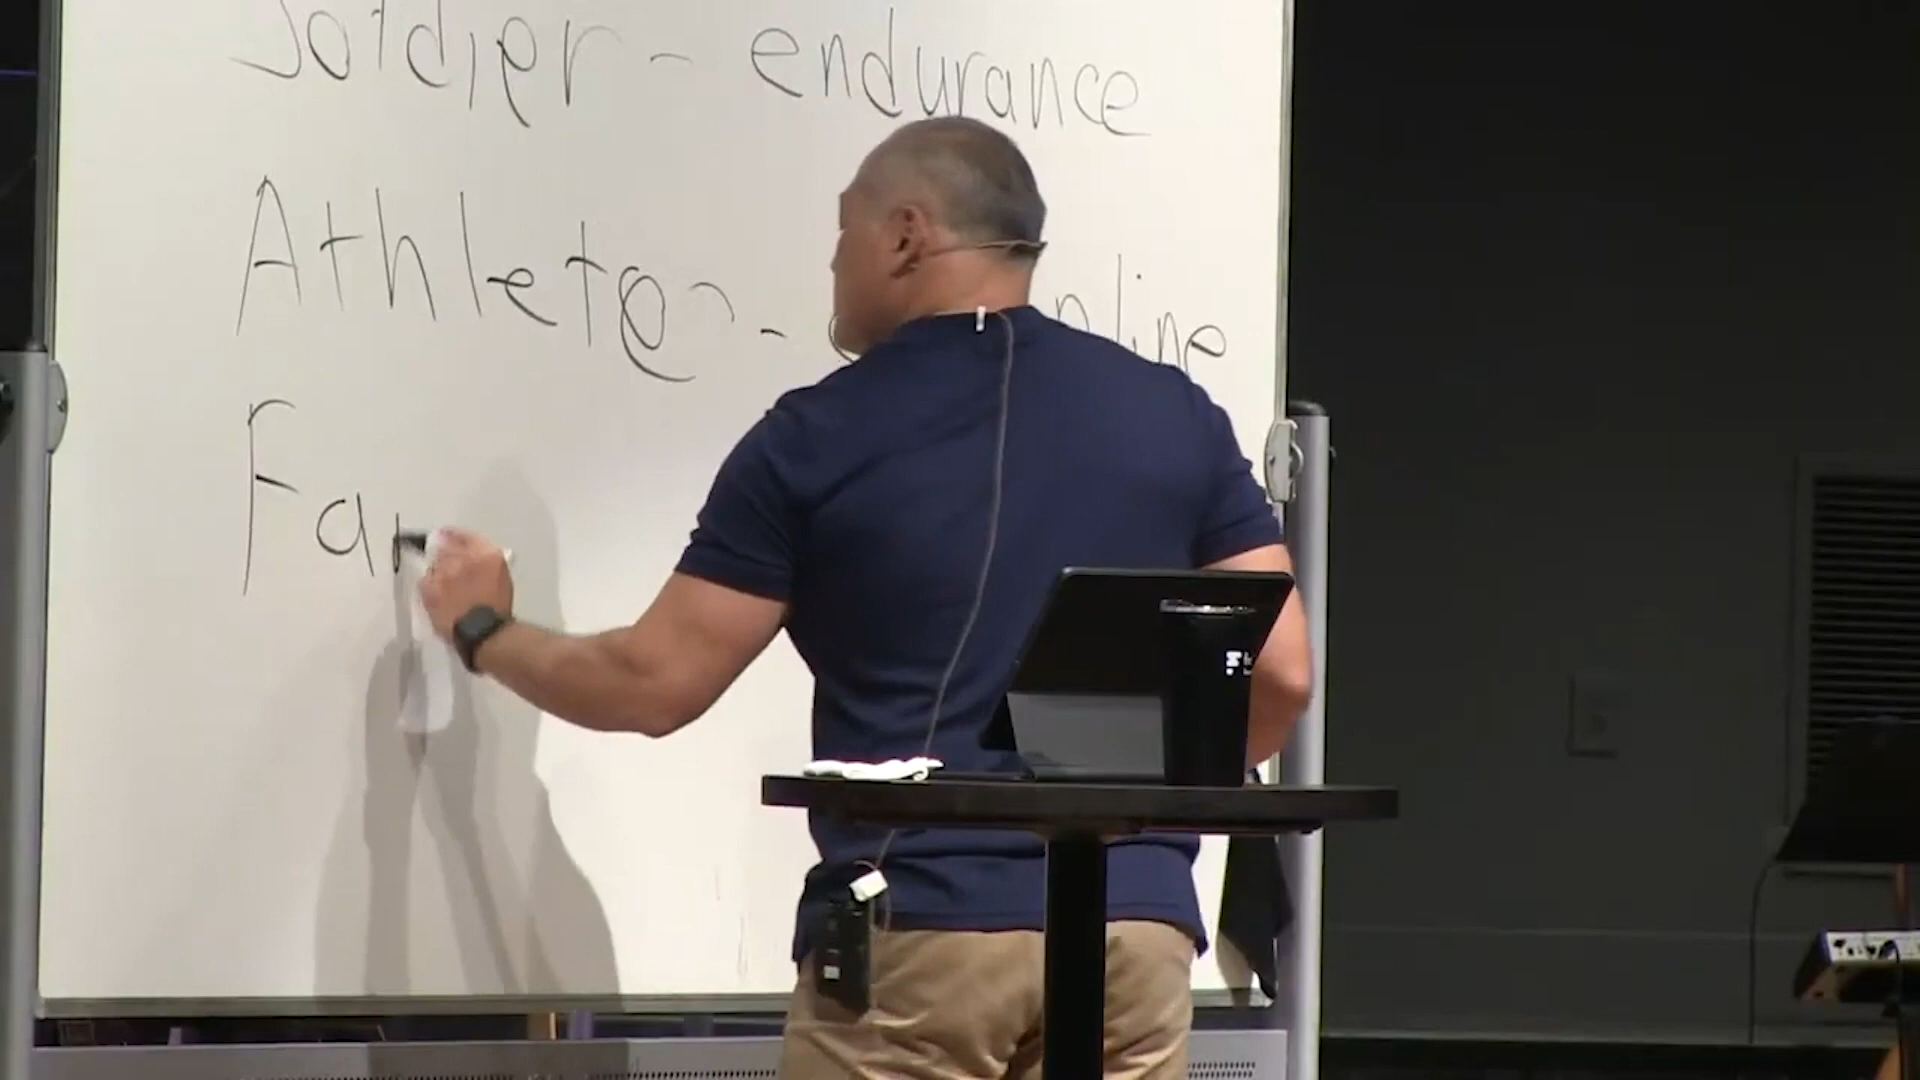 Soldier - endurance
Athlete -
Fa